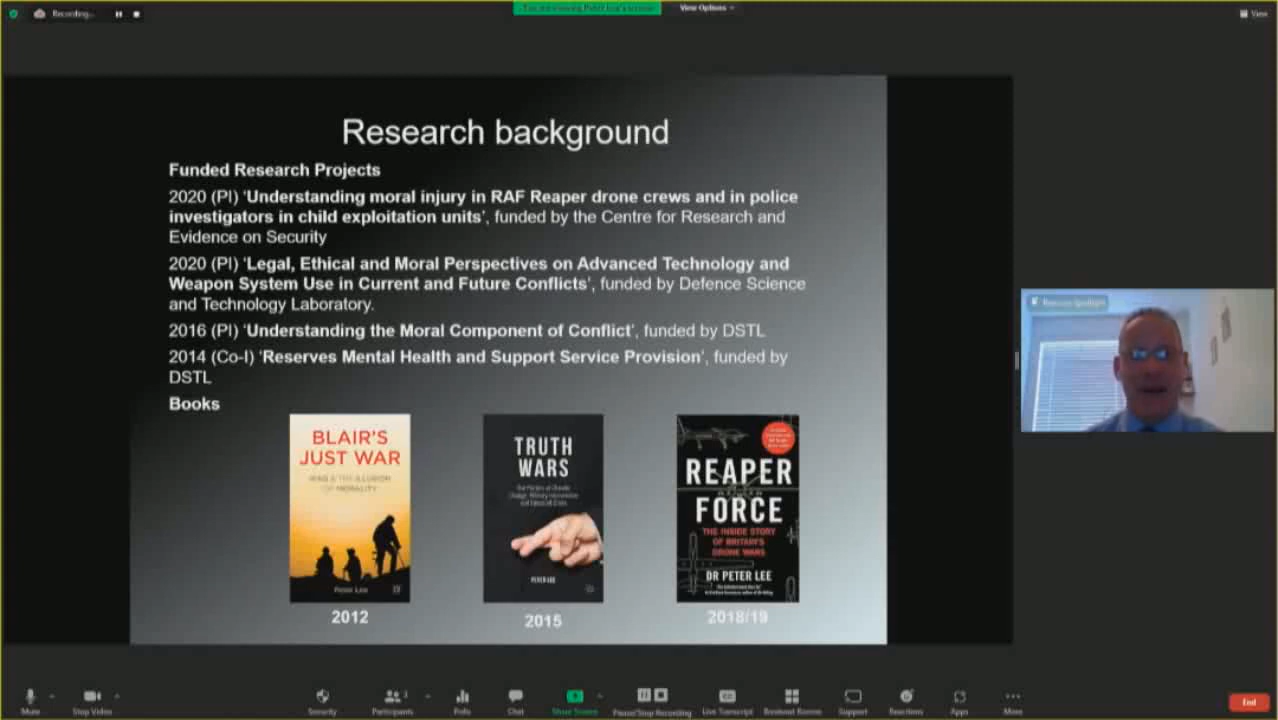 Recording...
View Options
View
Research background
Funded Research Projects
2020 (PI) ‘Understanding moral injury in RAF Reaper drone crews and in police
investigators in child exploitation units’, funded by the Centre for Research and
Evidence on Security
2020 (PI) ‘Legal, Ethical and Moral Perspectives on Advanced Technology and
Weapon System Use in Current and Future Conflicts’, funded by Defence Science
and Technology Laboratory.
2016 (PI) ‘Understanding the Moral Component of Conflict’, funded by DSTL
2014 (Co-I) ‘Reserves Mental Health and Support Service Provision’, funded by
DSTL
Books
BLAIR'S
JUST WAR
WAR & THE ILLUSION
OF MORALITY
Peter Lee
2012
TRUTH
WARS
PETER LEE
2015
REAPER
FORCE
THE INSIDE STORY
OF BRITAIN'S
DRONE WARS
DR PETER LEE
2018/19
Mute
Stop Video
Security
Participants
Polls
Chat
Share Screen
Pause/Stop Recording
Live Transcript
Breakout Rooms
Support
Reactions
Apps
More
End